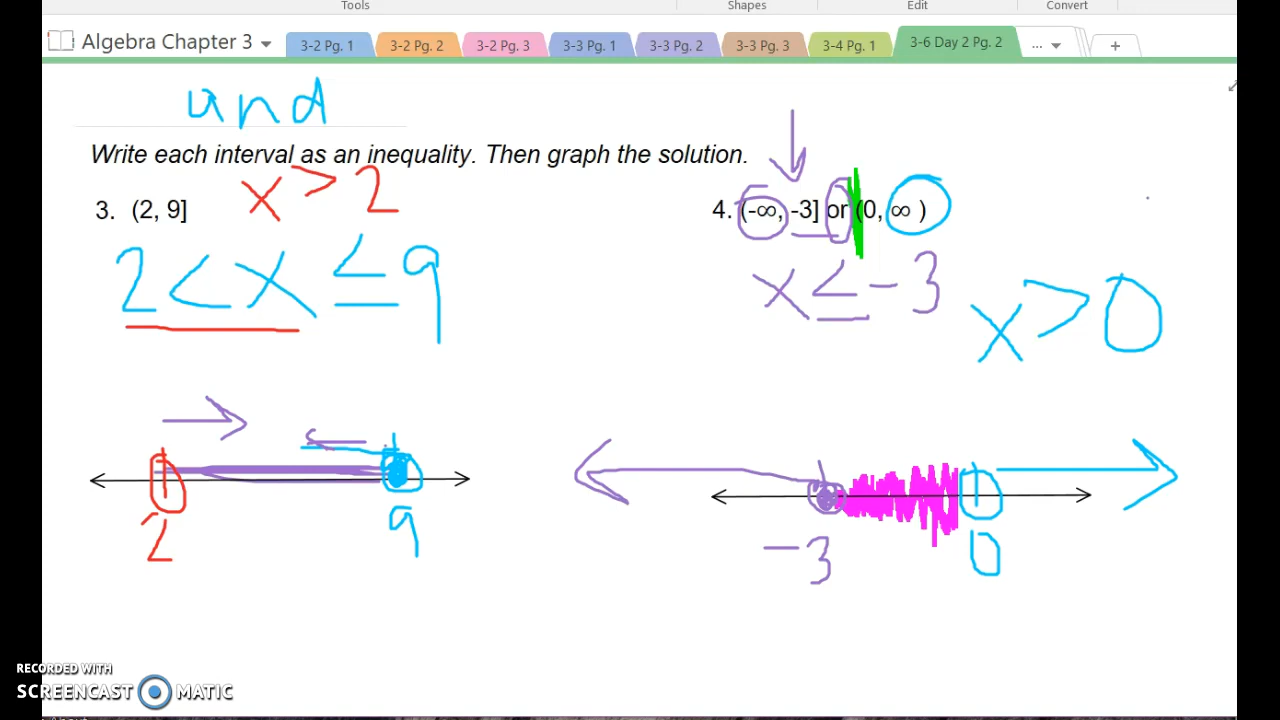 Tools Shapes Edit Convert
Algebra Chapter 3 3-2 Pg. 1 3-2 Pg. 2 3-2 Pg. 3 3-3 Pg. 1 3-3 Pg. 2 3-3 Pg. 3 3-4 Pg. 1 3-6 Day 2 Pg. 2 ... +
and
Write each interval as an inequality. Then graph the solution.
x > 2
3. (2, 9]
4. (-∞, -3] or (0, ∞ )
2 < x ≤ 9
x ≤ -3
x > 0
2 9
-3 0
RECORDED WITH
SCREENCAST MATIC